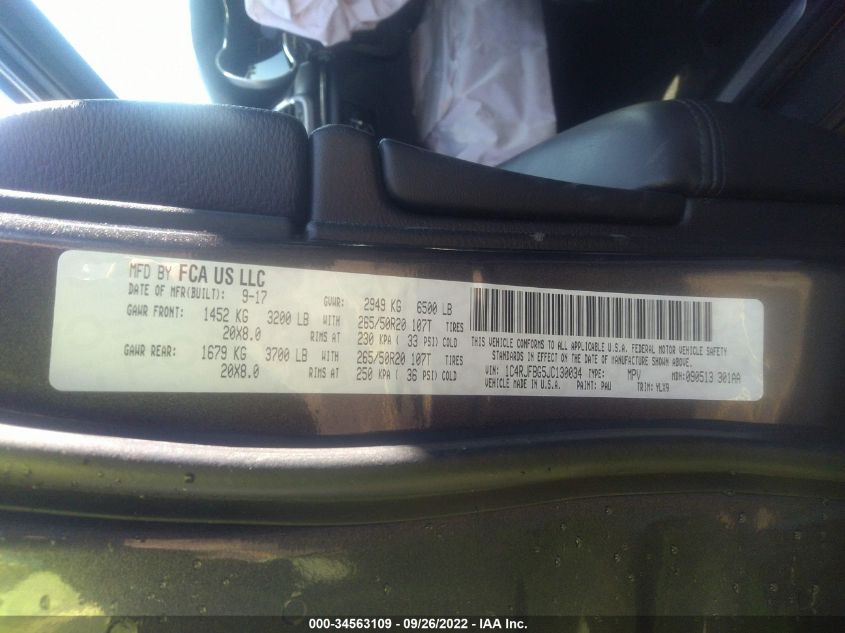 MFD BY FCA US LLC
DATE OF MFR(BUILT): 9-17 GVWR: 2949 KG 6500 LB
GAWR FRONT: 1452 KG 3200 LB WITH 265/50R20 107T TIRES
20X8.0 RIMS AT 230 KPA ( 33 PSI) COLD
GAWR REAR: 1679 KG 3700 LB WITH 265/50R20 107T TIRES
20X8.0 RIMS AT 250 KPA ( 36 PSI) COLD
THIS VEHICLE CONFORMS TO ALL APPLICABLE U.S.A. FEDERAL MOTOR VEHICLE SAFETY
STANDARDS IN EFFECT ON THE DATE OF MANUFACTURE SHOWN ABOVE.
VIN: 1C4RJFBG5JC130034 TYPE: MPV MDH: 090513 301AA
VEHICLE MADE IN U.S.A. PAINT: PAU TRIM: YLX9
000-34563109 - 09/26/2022 - IAA Inc.